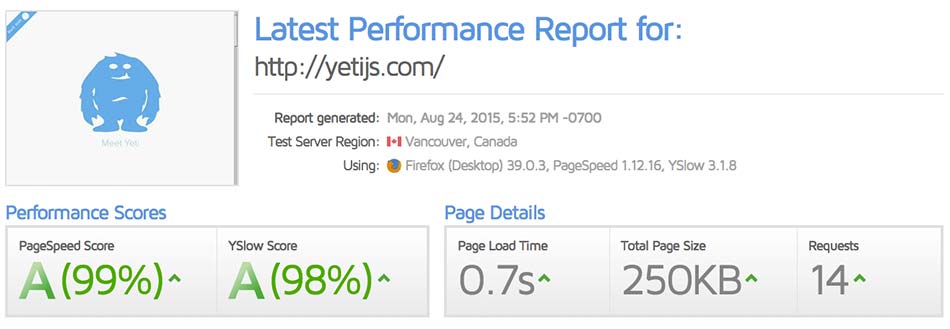 Latest Performance Report for:
http://yetijs.com/
Meet Yeti
Report generated: Mon, Aug 24, 2015, 5:52 PM -0700
Test Server Region: Vancouver, Canada
Using: Firefox (Desktop) 39.0.3, PageSpeed 1.12.16, YSlow 3.1.8
Performance Scores
PageSpeed Score
A (99%)
YSlow Score
A (98%)
Page Details
Page Load Time
0.7s
Total Page Size
250KB
Requests
14